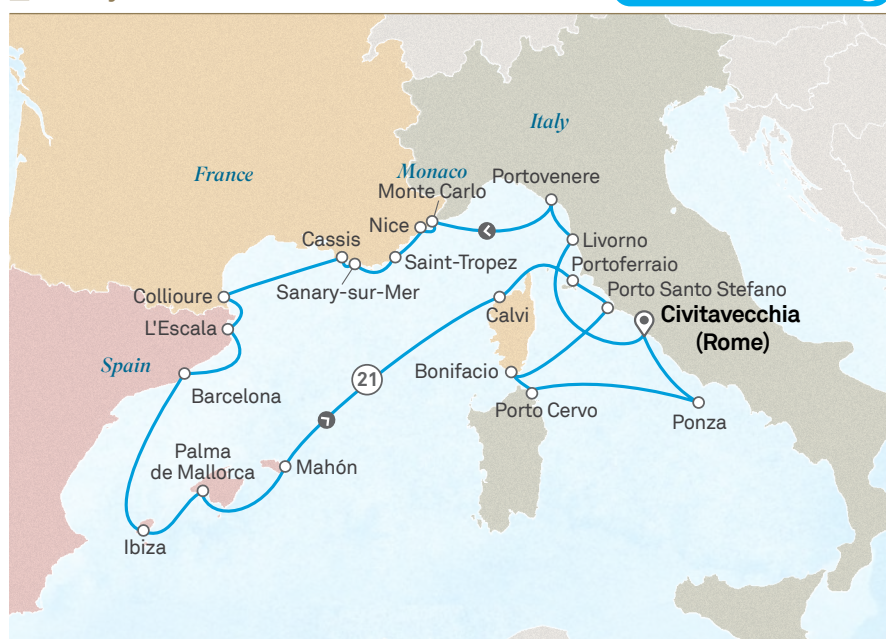 Italy
France
Monaco
Monte Carlo
Portovenere
Nice
Cassis
Livorno
Saint-Tropez
Portoferraio
Sanary-sur-Mer
Porto Santo Stefano
Collioure
Calvi
Civitavecchia
(Rome)
L'Escala
Spain
21
Bonifacio
Barcelona
Porto Cervo
Ponza
Palma
de Mallorca
Mahón
Ibiza